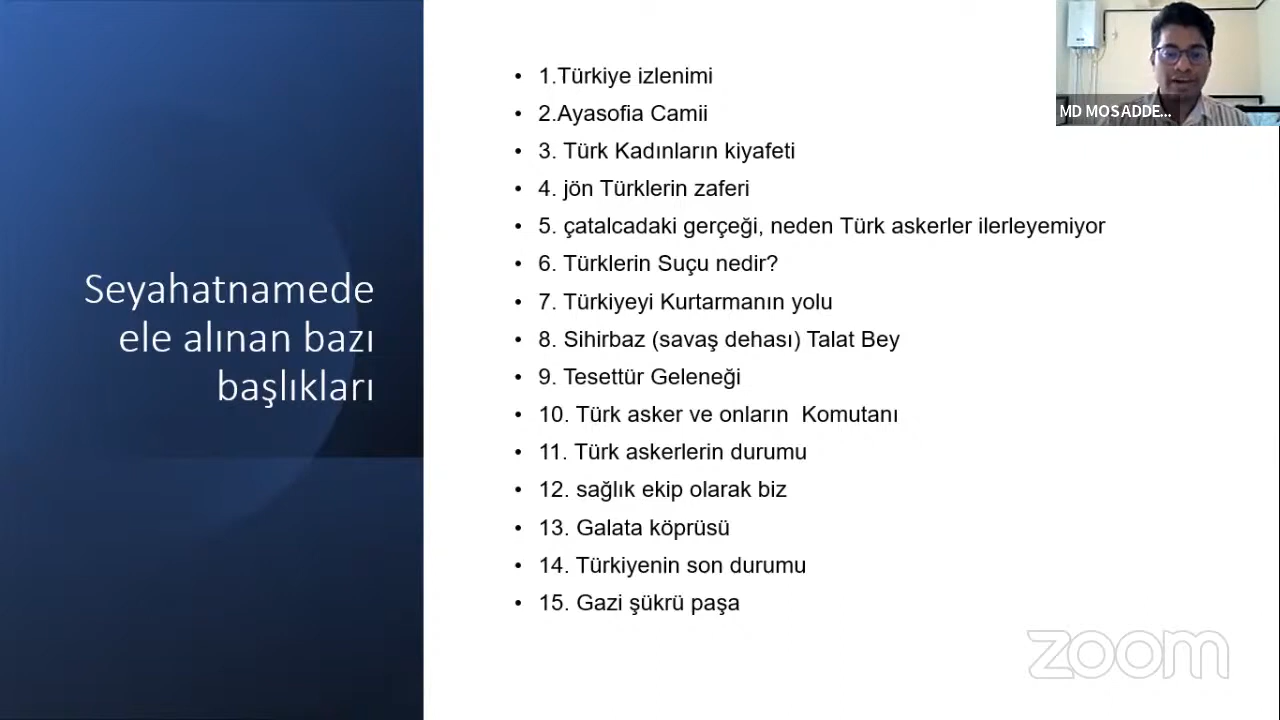 Seyahatnamede
ele alınan bazı
başlıkları
• 1.Türkiye izlenimi
• 2.Ayasofia Camii
• 3. Türk Kadınların kiyafeti
• 4. jön Türklerin zaferi
• 5. çatalcadaki gerçeği, neden Türk askerler ilerleyemiyor
• 6. Türklerin Suçu nedir?
• 7. Türkiyeyi Kurtarmanın yolu
• 8. Sihirbaz (savaş dehası) Talat Bey
• 9. Tesettür Geleneği
• 10. Türk asker ve onların  Komutanı
• 11. Türk askerlerin durumu
• 12. sağlık ekip olarak biz
• 13. Galata köprüsü
• 14. Türkiyenin son durumu
• 15. Gazi şükrü paşa
MD MOSADDE...
zoom